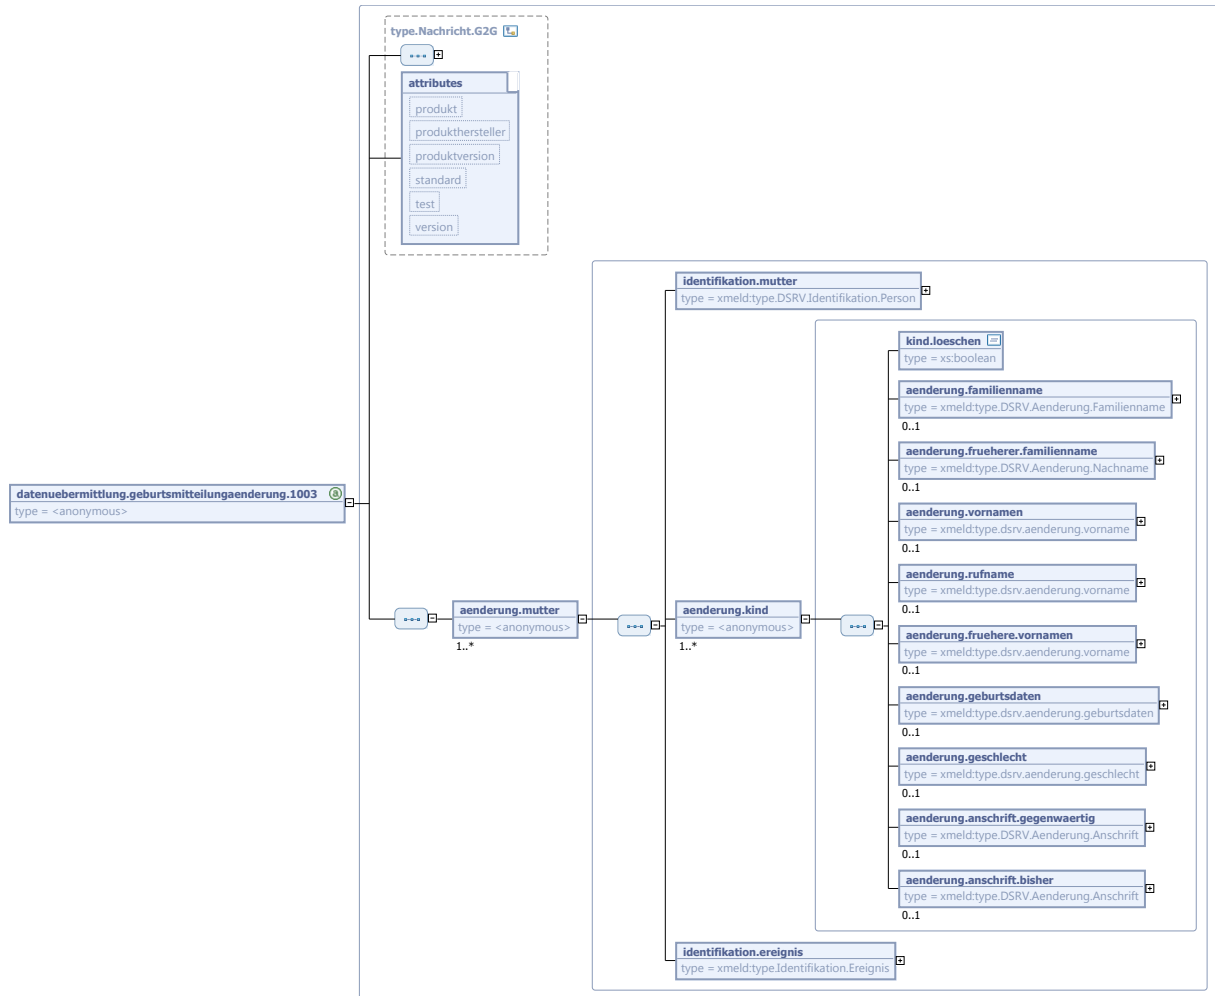 type.Nachricht.G2G
attributes
produkt
produkthersteller
produktversion
standard
test
version
identifikation.mutter
type = xmeld:type.DSRV.Identifikation.Person
kind.loeschen
type = xs:boolean
aenderung.familienname
type = xmeld:type.DSRV.Aenderung.Familienname
0..1
aenderung.frueherer.familienname
type = xmeld:type.DSRV.Aenderung.Nachname
0..1
datenuebermittlung.geburtsmitteilungaenderung.1003
type = <anonymous>
aenderung.vornamen
type = xmeld:type.dsrv.aenderung.vorname
0..1
aenderung.rufname
type = xmeld:type.dsrv.aenderung.vorname
0..1
aenderung.mutter
type = <anonymous>
1..*
aenderung.kind
type = <anonymous>
1..*
aenderung.fruehere.vornamen
type = xmeld:type.dsrv.aenderung.vorname
0..1
aenderung.geburtsdaten
type = xmeld:type.dsrv.aenderung.geburtsdaten
0..1
aenderung.geschlecht
type = xmeld:type.dsrv.aenderung.geschlecht
0..1
aenderung.anschrift.gegenwaertig
type = xmeld:type.DSRV.Aenderung.Anschrift
0..1
aenderung.anschrift.bisher
type = xmeld:type.DSRV.Aenderung.Anschrift
0..1
identifikation.ereignis
type = xmeld:type.Identifikation.Ereignis